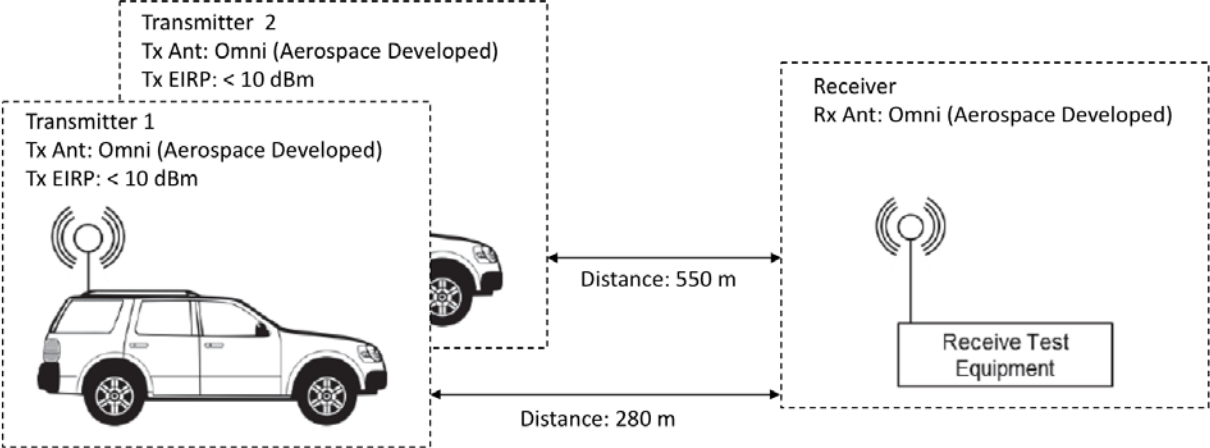 Transmitter 2
Tx Ant: Omni (Aerospace Developed)
Tx EIRP: < 10 dBm
Transmitter 1
Tx Ant: Omni (Aerospace Developed)
Tx EIRP: < 10 dBm
Receiver
Rx Ant: Omni (Aerospace Developed)
Distance: 550 m
Receive Test
Equipment
Distance: 280 m